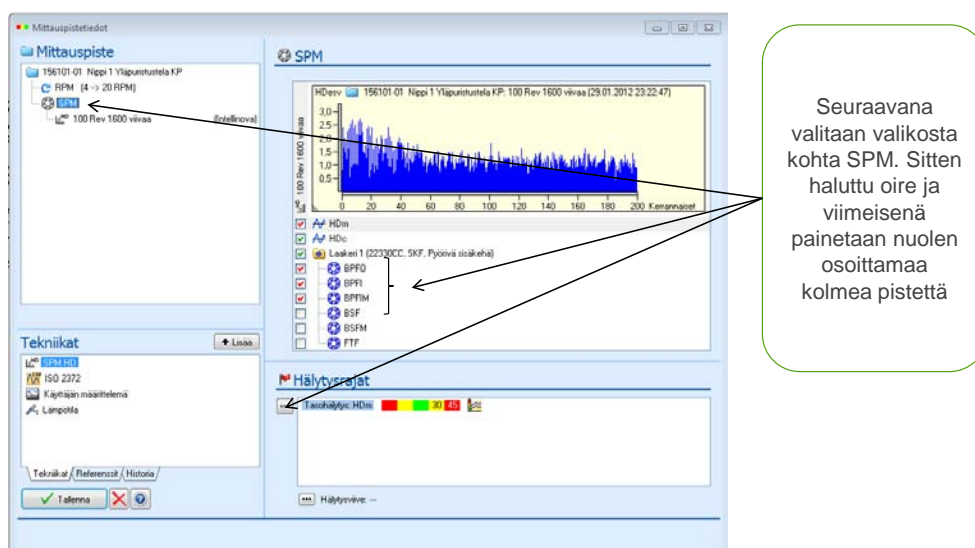 Mittauspistetiedot
Mittauspiste
156101-01 Nippi 1 Yläpuristustela KP
RPM (4 -> 20 RPM)
SPM
100 Rev 1600 viivaa (Intellinova)
Tekniikat
Lisää
SPM HD
ISO 2372
Käyttäjän määrittelemä
Lämpötila
Tekniikat Referenssit Historia
Tallenna
SPM
HDesv 156101-01 Nippi 1 Yläpuristustela KP: 100 Rev 1600 viivaa (29.01.2012 23:22:47)
100 Rev 1600 viivaa
3,0
2,5
2,0
1,5
1,0
0,5
0 20 40 60 80 100 120 140 160 180 200 Kerrannaiset
HDm
HDc
Laakeri 1 (22330CC, SKF, Pyörivä sisäkehä)
BPFO
BPFI
BPFIM
BSF
BSFM
FTF
Hälytysrajat
... Tasohälytys: HDm 30 45
... Hälytysviive: --
Seuraavana
valitaan valikosta
kohta SPM. Sitten
haluttu oire ja
viimeisenä
painetaan nuolen
osoittamaa
kolmea pistettä